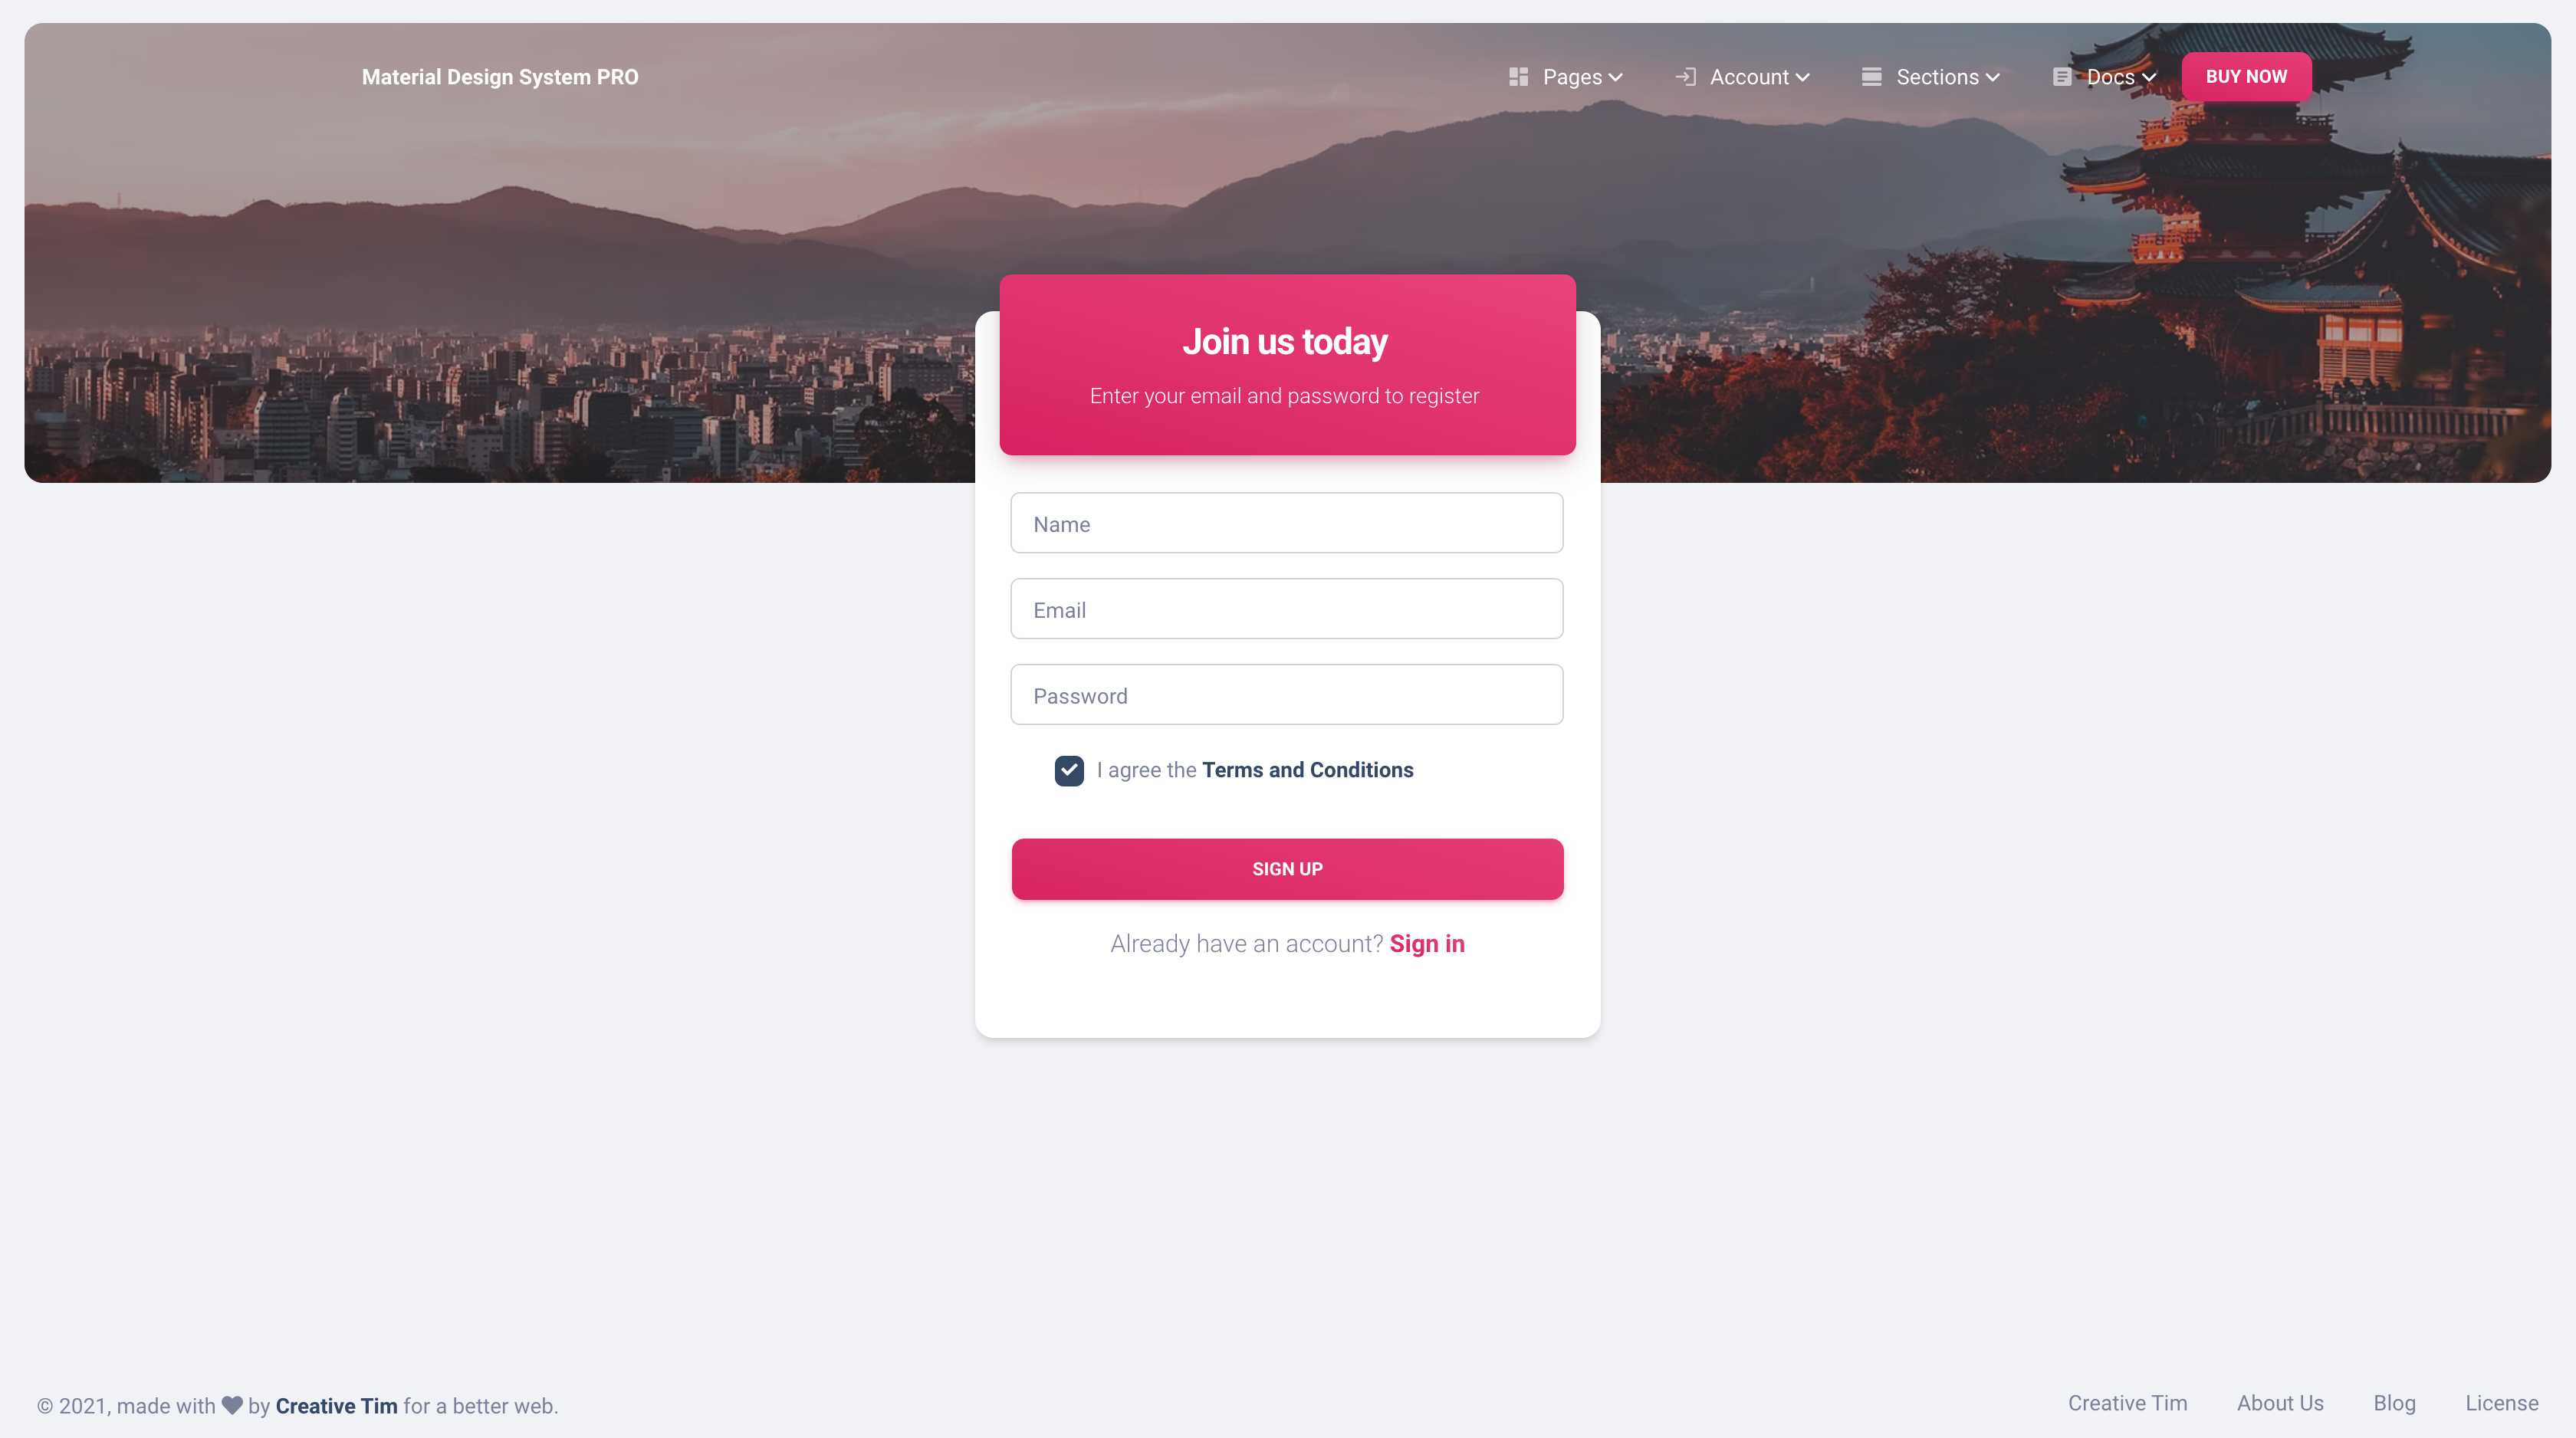 Material Design System PRO
Pages
Account
Sections
Docs
BUY NOW
Join us today
Enter your email and password to register
Name
Email
Password
I agree the Terms and Conditions
SIGN UP
Already have an account? Sign in
© 2021, made with by Creative Tim for a better web.
Creative Tim
About Us
Blog
License